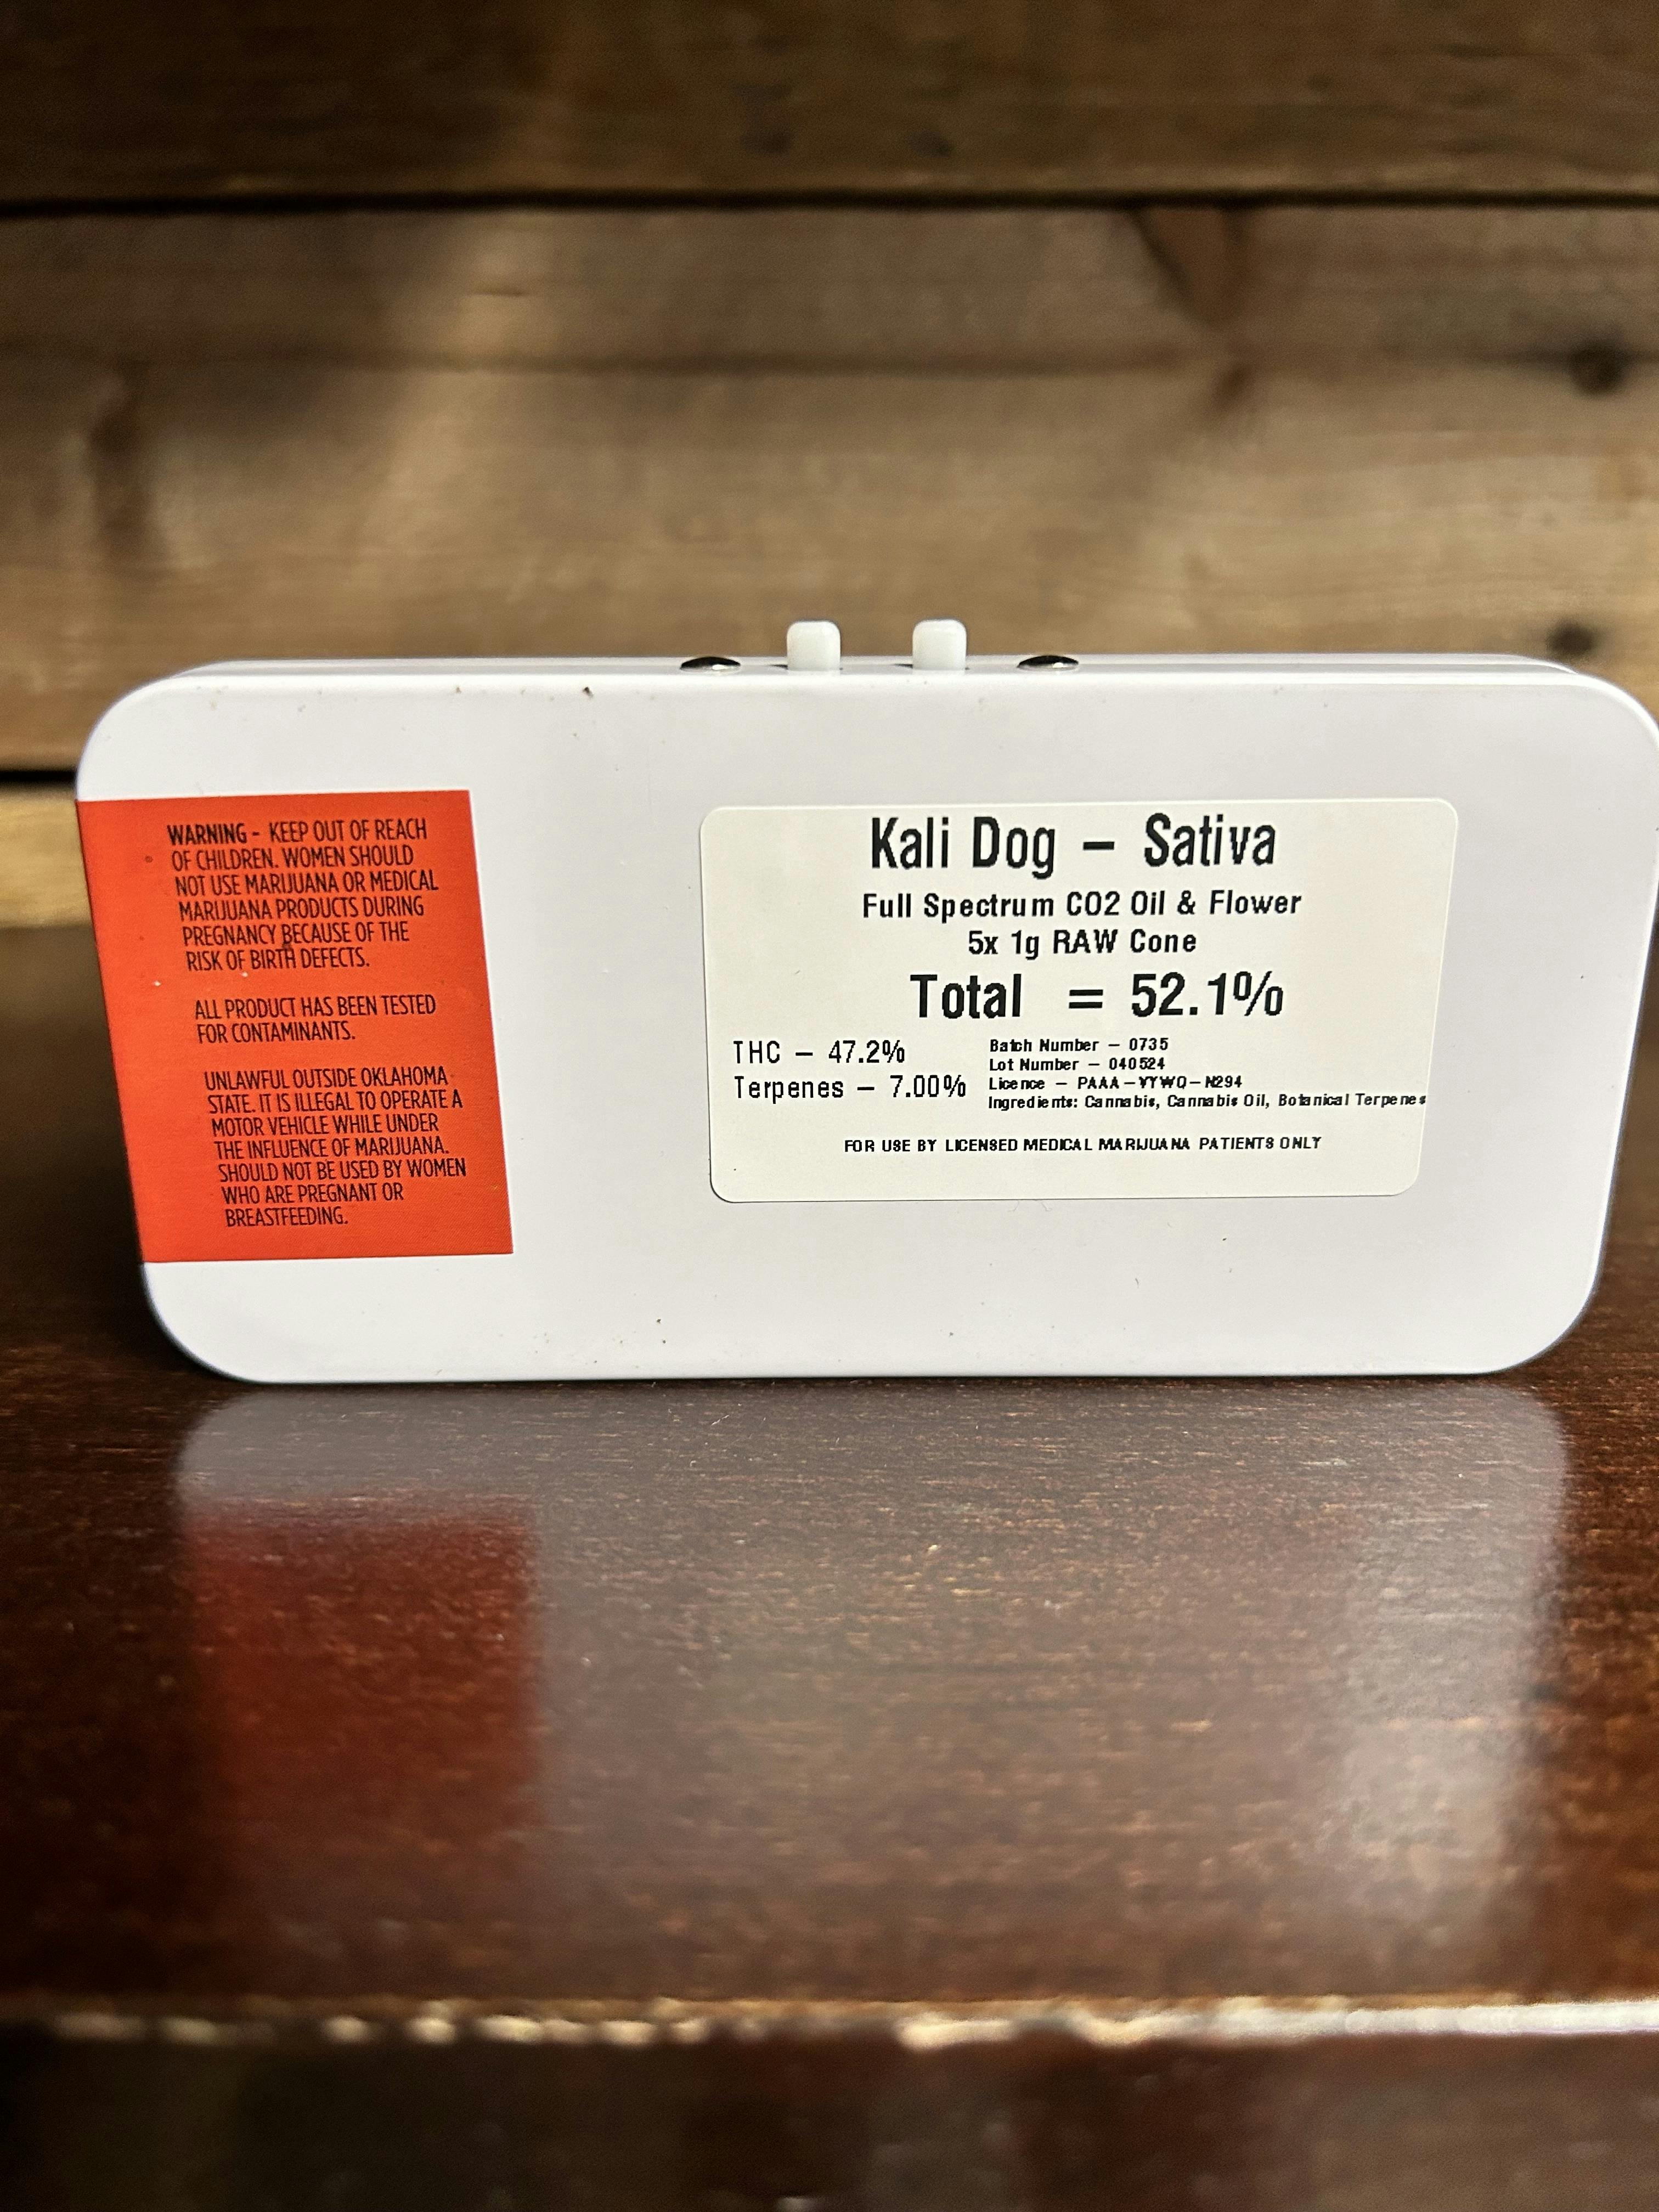 WARNING - KEEP OUT OF REACH
OF CHILDREN. WOMEN SHOULD
NOT USE MARIJUANA OR MEDICAL
MARIJUANA PRODUCTS DURING
PREGNANCY BECAUSE OF THE
RISK OF BIRTH DEFECTS.
ALL PRODUCT HAS BEEN TESTED
FOR CONTAMINANTS.
UNLAWFUL OUTSIDE OKLAHOMA
STATE. IT IS ILLEGAL TO OPERATE A
MOTOR VEHICLE WHILE UNDER
THE INFLUENCE OF MARIJUANA.
SHOULD NOT BE USED BY WOMEN
WHO ARE PREGNANT OR
BREASTFEEDING.
Kali Dog – Sativa
Full Spectrum CO2 Oil & Flower
5x 1g RAW Cone
Total = 52.1%
THC – 47.2%
Terpenes – 7.00%
Batch Number – 0735
Lot Number – 040524
Licence – PAAA-VYWQ-N294
Ingredients: Cannabis, Cannabis Oil, Botanical Terpenes
FOR USE BY LICENSED MEDICAL MARIJUANA PATIENTS ONLY